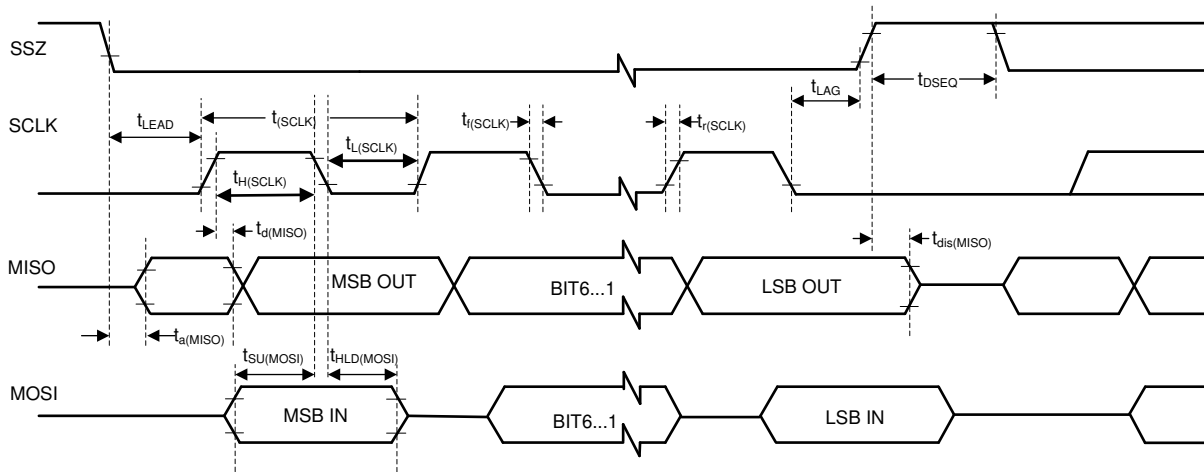 SSZ
tLAG
tDSEQ
SCLK
tLEAD
t(SCLK)
tf(SCLK)
tr(SCLK)
tL(SCLK)
tH(SCLK)
td(MISO)
tdis(MISO)
MISO
MSB OUT
BIT6...1
LSB OUT
ta(MISO)
tSU(MOSI)
tHLD(MOSI)
MOSI
MSB IN
BIT6...1
LSB IN